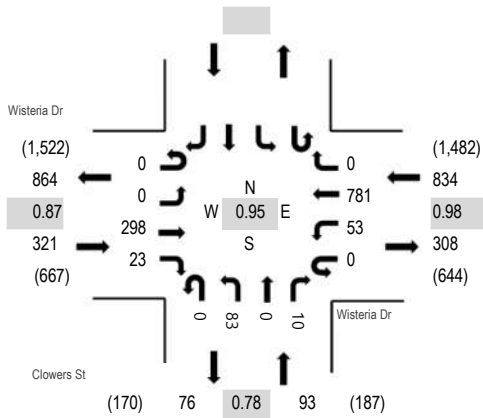 Wisteria Dr
(1,522)
0
0
(1,482)
864
0
N
781
834
0.87
W
0.95
E
0.98
298
53
321
S
308
23
0
(667)
(644)
0
83
0
10
Wisteria Dr
Clowers St
(170) 76 0.78 93 (187)